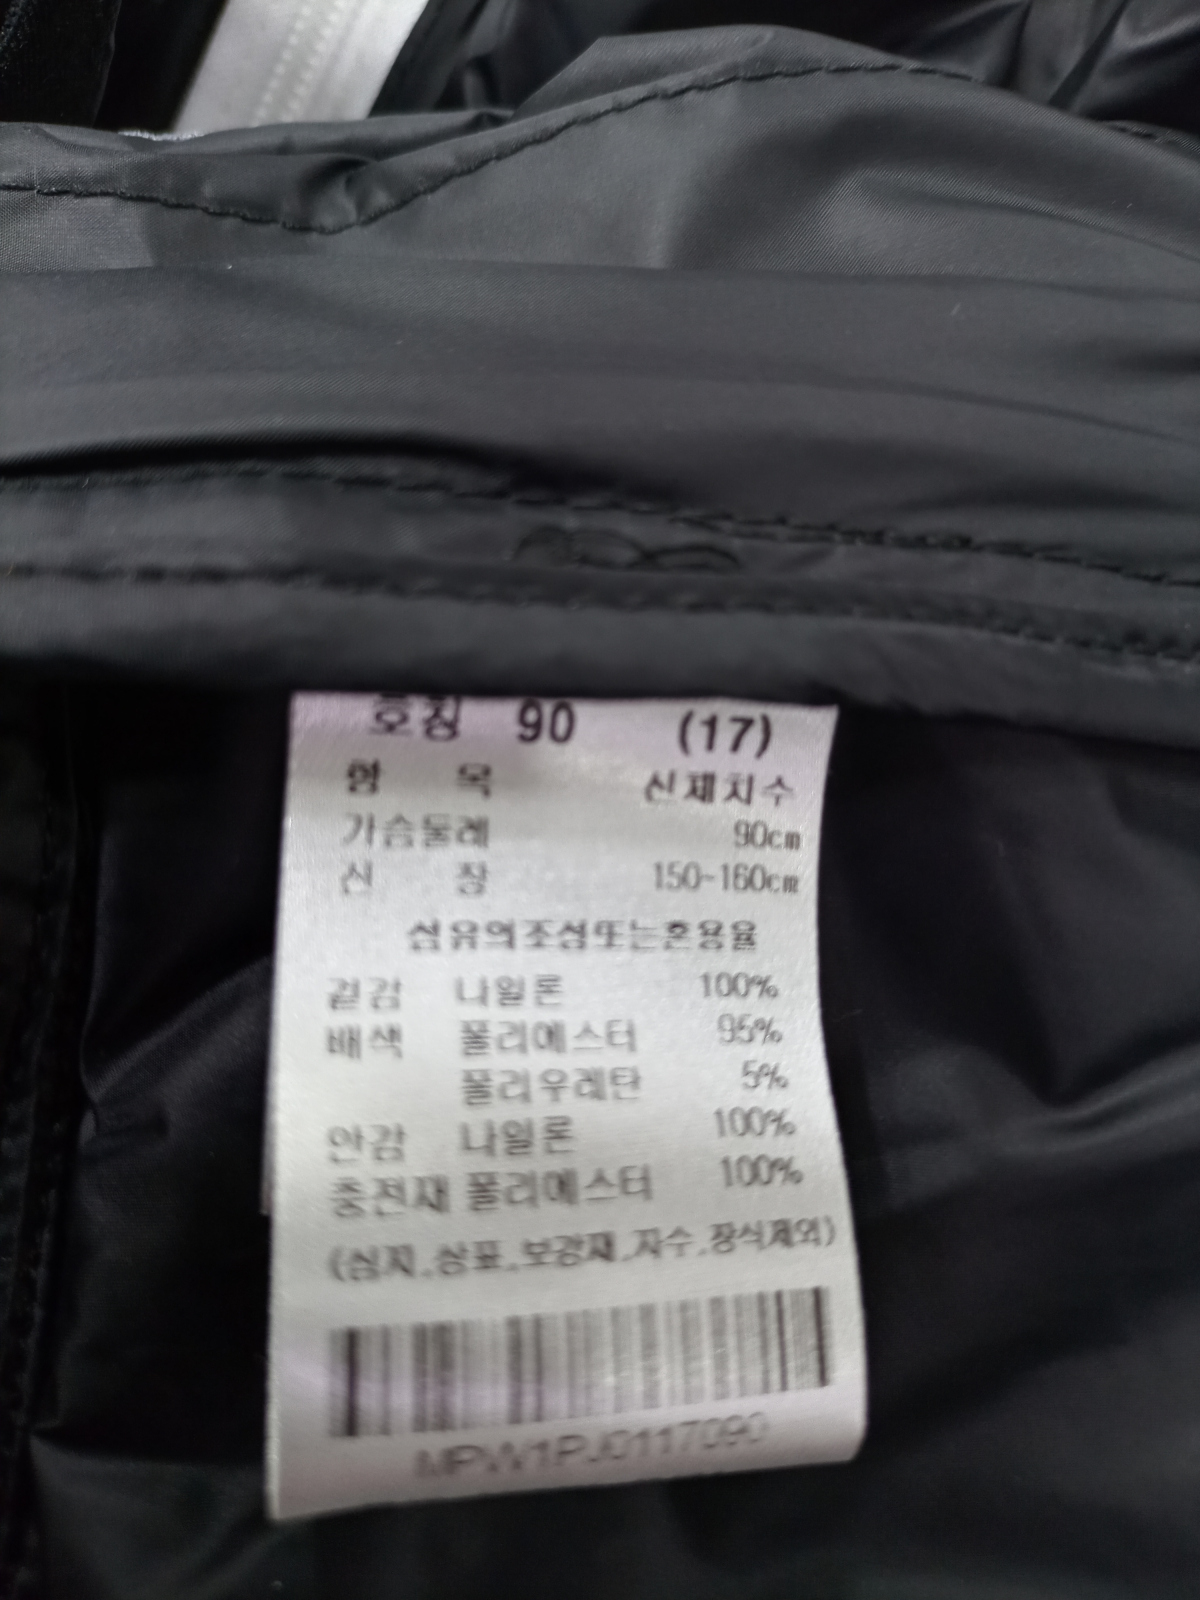 호칭 90 (17)
항 목 신체치수
가슴둘레 90cm
신 장 150~160cm
섬유의조성또는혼용율
겉감 나일론 100%
배색 폴리에스터 95%
폴리우레탄 5%
안감 나일론 100%
충전재 폴리에스터 100%
(심지,상표,보강재,자수,장식제외)
MPW1PJ0117090